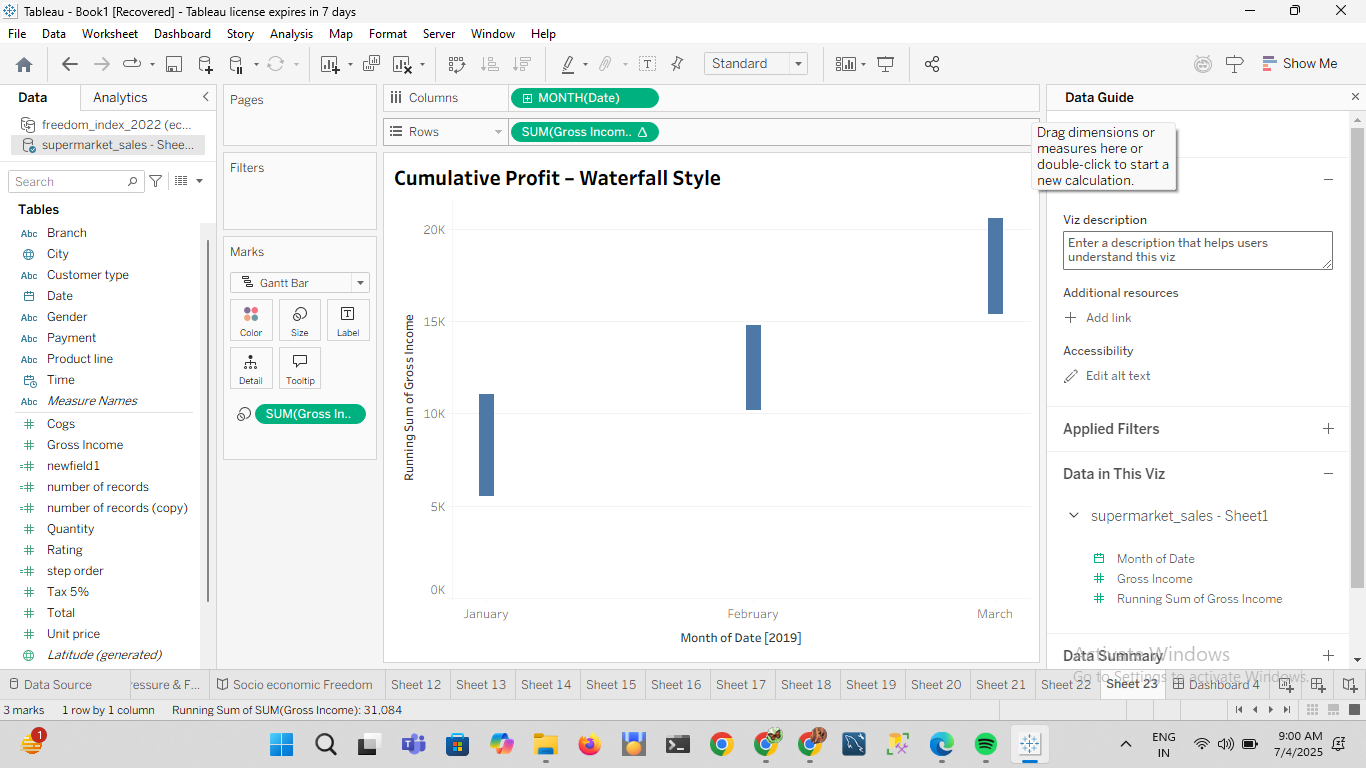 Tableau - Book1 [Recovered] - Tableau license expires in 7 days
File Data Worksheet Dashboard Story Analysis Map Format Server Window Help
Standard
Show Me
Data Analytics
freedom_index_2022 (ec...
supermarket_sales - Shee...
Search
Tables
Abc Branch
City
Abc Customer type
Date
Abc Gender
Abc Payment
Abc Product line
Time
Abc Measure Names
Cogs
Gross Income
newfield1
number of records
number of records (copy)
Quantity
Rating
step order
Tax 5%
Total
Unit price
Latitude (generated)
Pages
Filters
Marks
Gantt Bar
Color Size Label
Detail Tooltip
SUM(Gross In..
Columns MONTH(Date)
Rows SUM(Gross Incom..
Cumulative Profit – Waterfall Style
Running Sum of Gross Income
20K
15K
10K
5K
0K
January February March
Month of Date [2019]
Data Guide
Drag dimensions or
measures here or
double-click to start a
new calculation.
Viz description
Enter a description that helps users
understand this viz
Additional resources
Add link
Accessibility
Edit alt text
Applied Filters
Data in This Viz
supermarket_sales - Sheet1
Month of Date
Gross Income
Running Sum of Gross Income
Data Summary
Activate Windows
Go to Settings to activate Windows.
Data Source ressure & F... Socio economic Freedom Sheet 12 Sheet 13 Sheet 14 Sheet 15 Sheet 16 Sheet 17 Sheet 18 Sheet 19 Sheet 20 Sheet 21 Sheet 22 Sheet 23 Dashboard 4
3 marks 1 row by 1 column Running Sum of SUM(Gross Income): 31,084
1
ENG
IN
9:00 AM
7/4/2025